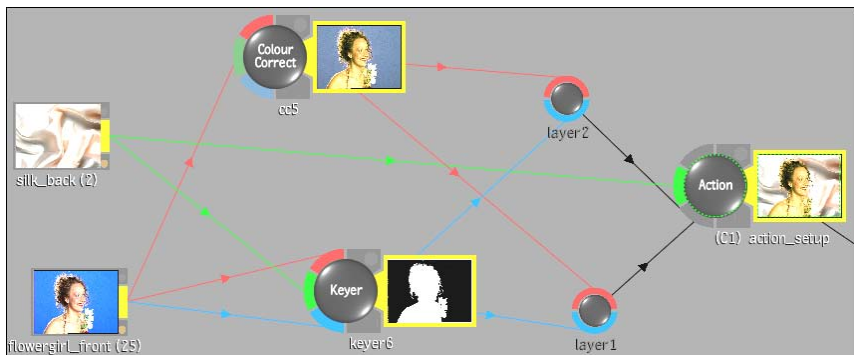 Colour
Correct
cc5
silk_back (2)
layer2
Action
(C1) action_setup
Keyer
keyer6
flowergirl_front (25)
layer1